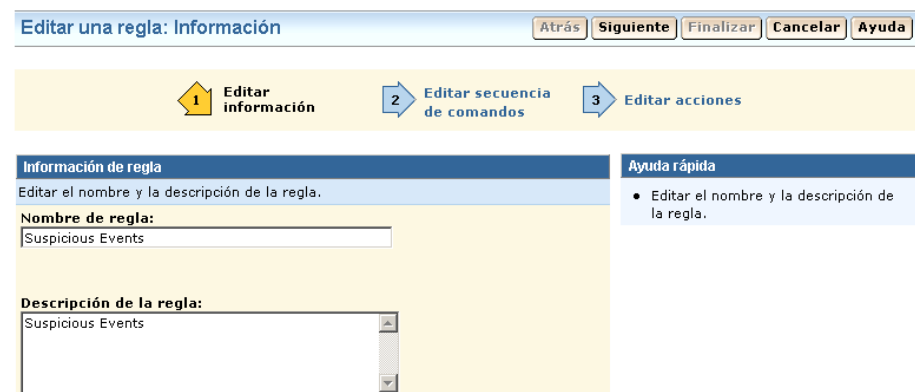 Editar una regla: Información
Atrás Siguiente Finalizar Cancelar Ayuda
1 Editar información
2 Editar secuencia de comandos
3 Editar acciones
Información de regla
Editar el nombre y la descripción de la regla.
Nombre de regla:
Suspicious Events
Descripción de la regla:
Suspicious Events
Ayuda rápida
• Editar el nombre y la descripción de
la regla.